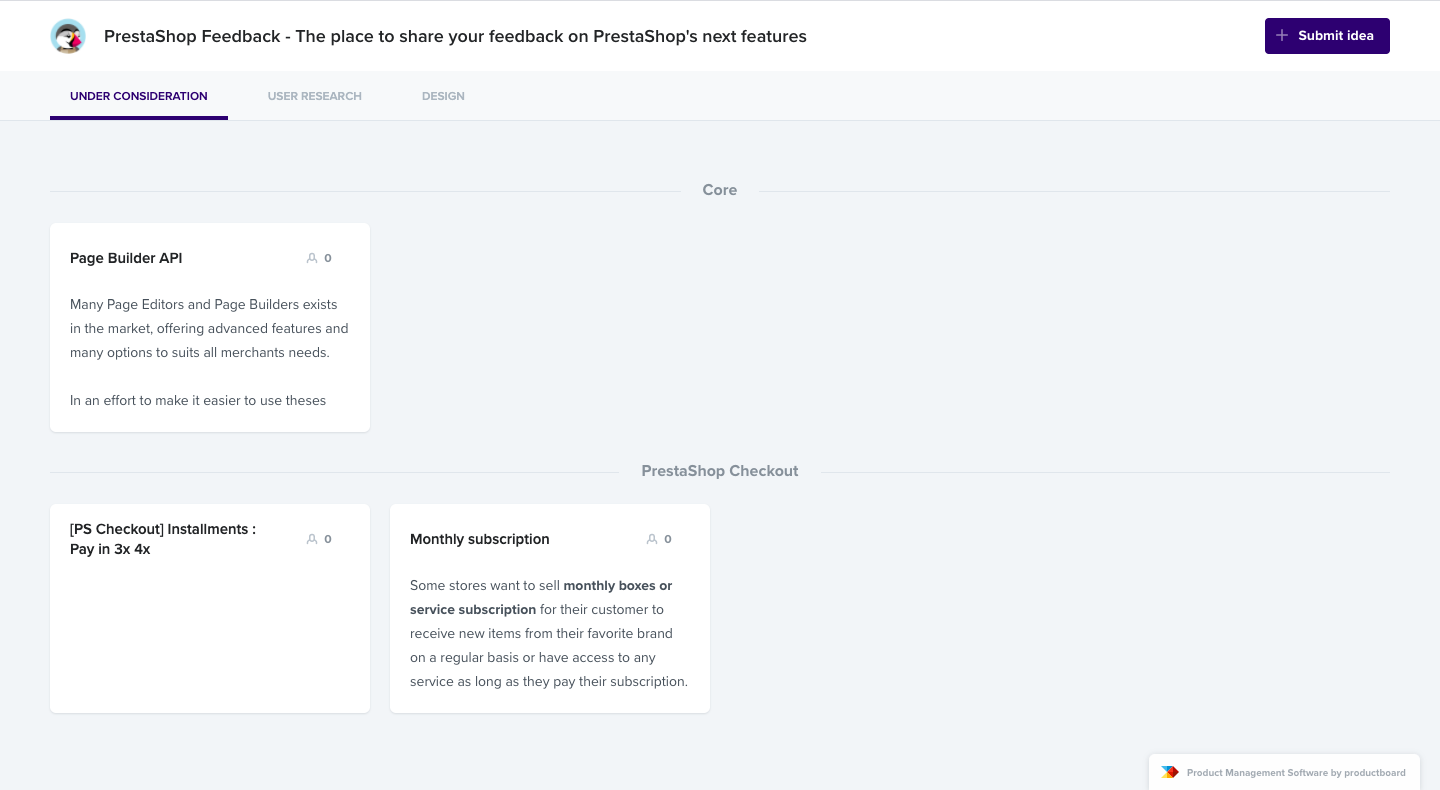 PrestaShop Feedback - The place to share your feedback on PrestaShop's next features
Submit idea
UNDER CONSIDERATION
USER RESEARCH
DESIGN
Core
Page Builder API
0
Many Page Editors and Page Builders exists
in the market, offering advanced features and
many options to suits all merchants needs.
In an effort to make it easier to use theses
PrestaShop Checkout
[PS Checkout] Installments :
Pay in 3x 4x
0
Monthly subscription
0
Some stores want to sell monthly boxes or
service subscription for their customer to
receive new items from their favorite brand
on a regular basis or have access to any
service as long as they pay their subscription.
Product Management Software by productboard